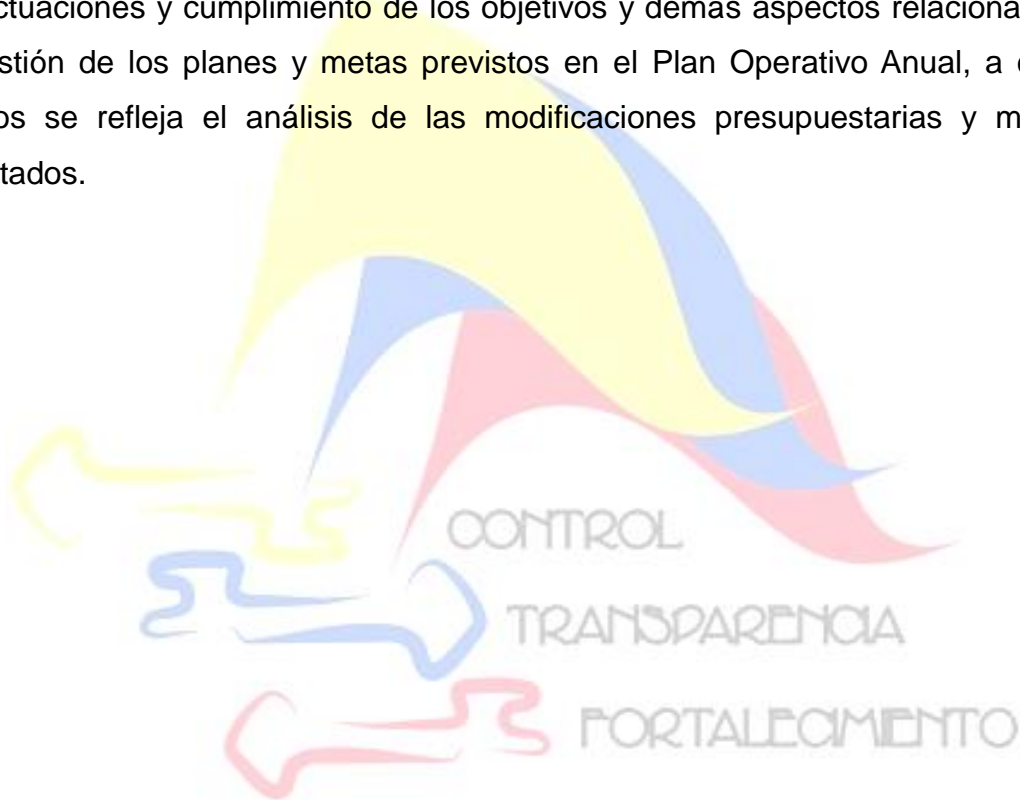 ctuaciones y cumplimiento de los objetivos y demás aspectos relaciona
stión de los planes y metas previstos en el Plan Operativo Anual, a
os se refleja el análisis de las modificaciones presupuestarias y m
tados.
CONTROL
TRANSPARENCIA
FORTALECIMIENTO